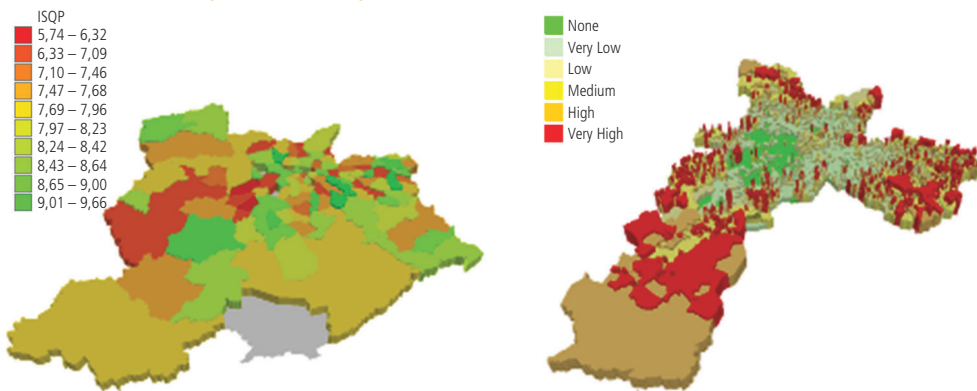 ISQP
5,74 – 6,32
6,33 – 7,09
7,10 – 7,46
7,47 – 7,68
7,69 – 7,96
7,97 – 8,23
8,24 – 8,42
8,43 – 8,64
8,65 – 9,00
9,01 – 9,66
None
Very Low
Low
Medium
High
Very High